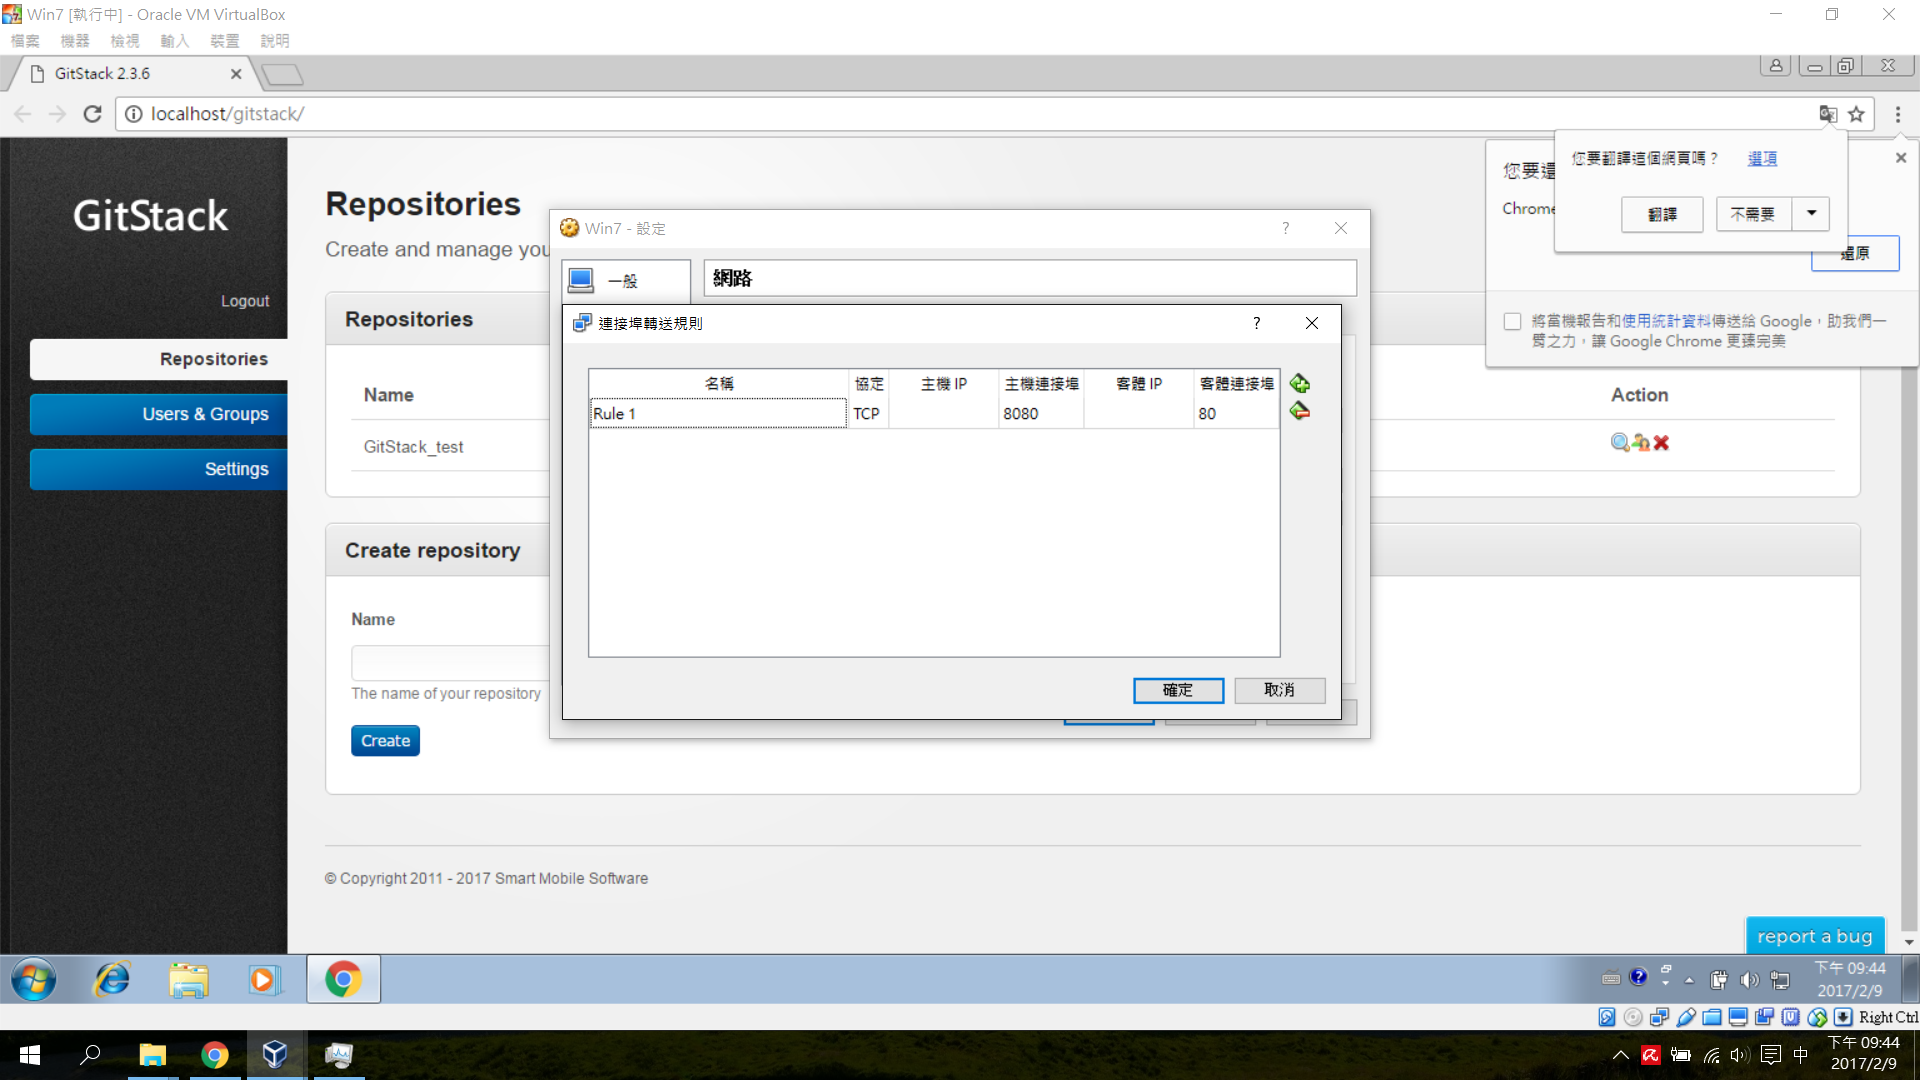 Win7 [執行中] - Oracle VM VirtualBox
檔案 機器 檢視 輸入 裝置 說明
GitStack 2.3.6
localhost/gitstack/
GitStack
Logout
Repositories
Users & Groups
Settings
Repositories
Create and manage you
Repositories
Name
Action
GitStack_test
Create repository
Name
The name of your repository
Create
© Copyright 2011 - 2017 Smart Mobile Software
report a bug
Win7 - 設定
一般
網路
連接埠轉送規則
名稱 協定 主機 IP 主機連接埠 客體 IP 客體連接埠
Rule 1 TCP 8080 80
確定 取消
您要還
Chrome
您要翻譯這個網頁嗎？ 選項
翻譯 不需要
還原
將當機報告和使用統計資料傳送給 Google，助我們一
臂之力，讓 Google Chrome 更臻完美
下午 09:44
2017/2/9
Right Ctrl
中
下午 09:44
2017/2/9